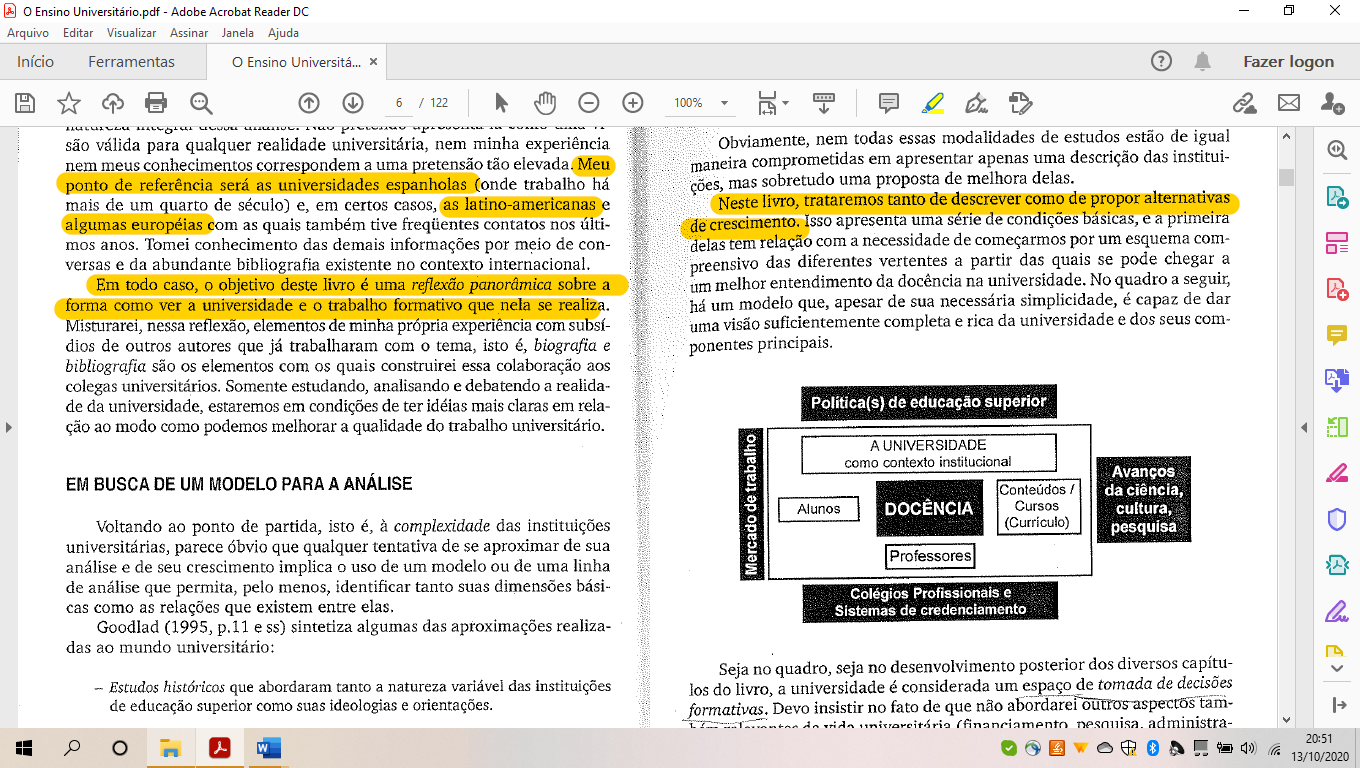 O Ensino Universitário.pdf - Adobe Acrobat Reader DC
Arquivo Editar Visualizar Assinar Janela Ajuda
Início Ferramentas O Ensino Universitá... ×
Fazer logon
6 / 122 100%
natureza integral dessa análise. Não pretendo apresentá-la como uma vi-
são válida para qualquer realidade universitária, nem minha experiência
nem meus conhecimentos correspondem a uma pretensão tão elevada. Meu
ponto de referência será as universidades espanholas (onde trabalho há
mais de um quarto de século) e, em certos casos, as latino-americanas e
algumas européias com as quais também tive freqüentes contatos nos últi-
mos anos. Tomei conhecimento das demais informações por meio de con-
versas e da abundante bibliografia existente no contexto internacional.
Em todo caso, o objetivo deste livro é uma reflexão panorâmica sobre a
forma como ver a universidade e o trabalho formativo que nela se realiza.
Misturarei, nessa reflexão, elementos de minha própria experiência com subsí-
dios de outros autores que já trabalharam com o tema, isto é, biografia e
bibliografia são os elementos com os quais construirei essa colaboração aos
colegas universitários. Somente estudando, analisando e debatendo a realida-
de da universidade, estaremos em condições de ter idéias mais claras em rela-
ção ao modo como podemos melhorar a qualidade do trabalho universitário.
EM BUSCA DE UM MODELO PARA A ANÁLISE
Voltando ao ponto de partida, isto é, à complexidade das instituições
universitárias, parece óbvio que qualquer tentativa de se aproximar de sua
análise e de seu crescimento implica o uso de um modelo ou de uma linha
de análise que permita, pelo menos, identificar tanto suas dimensões bási-
cas como as relações que existem entre elas.
Goodlad (1995, p.11 e ss) sintetiza algumas das aproximações realiza-
das ao mundo universitário:
– Estudos históricos que abordaram tanto a natureza variável das instituições
de educação superior como suas ideologias e orientações.
Obviamente, nem todas essas modalidades de estudos estão de igual
maneira comprometidas em apresentar apenas uma descrição das institui-
ções, mas sobretudo uma proposta de melhora delas.
Neste livro, trataremos tanto de descrever como de propor alternativas
de crescimento. Isso apresenta uma série de condições básicas, e a primeira
delas tem relação com a necessidade de começarmos por um esquema com-
preensivo das diferentes vertentes a partir das quais se pode chegar a
um melhor entendimento da docência na universidade. No quadro a seguir,
há um modelo que, apesar de sua necessária simplicidade, é capaz de dar
uma visão suficientemente completa e rica da universidade e dos seus com-
ponentes principais.
Política(s) de educação superior
Mercado de trabalho
A UNIVERSIDADE
como contexto institucional
Alunos
DOCÊNCIA
Conteúdos /
Cursos
(Currículo)
Professores
Avanços
da ciência,
cultura,
pesquisa
Colégios Profissionais e
Sistemas de credenciamento
Seja no quadro, seja no desenvolvimento posterior dos diversos capítu-
los do livro, a universidade é considerada um espaço de tomada de decisões
formativas. Devo insistir no fato de que não abordarei outros aspectos tam-
bém relevantes da vida universitária (financiamento, pesquisa, administra-
20:51
13/10/2020